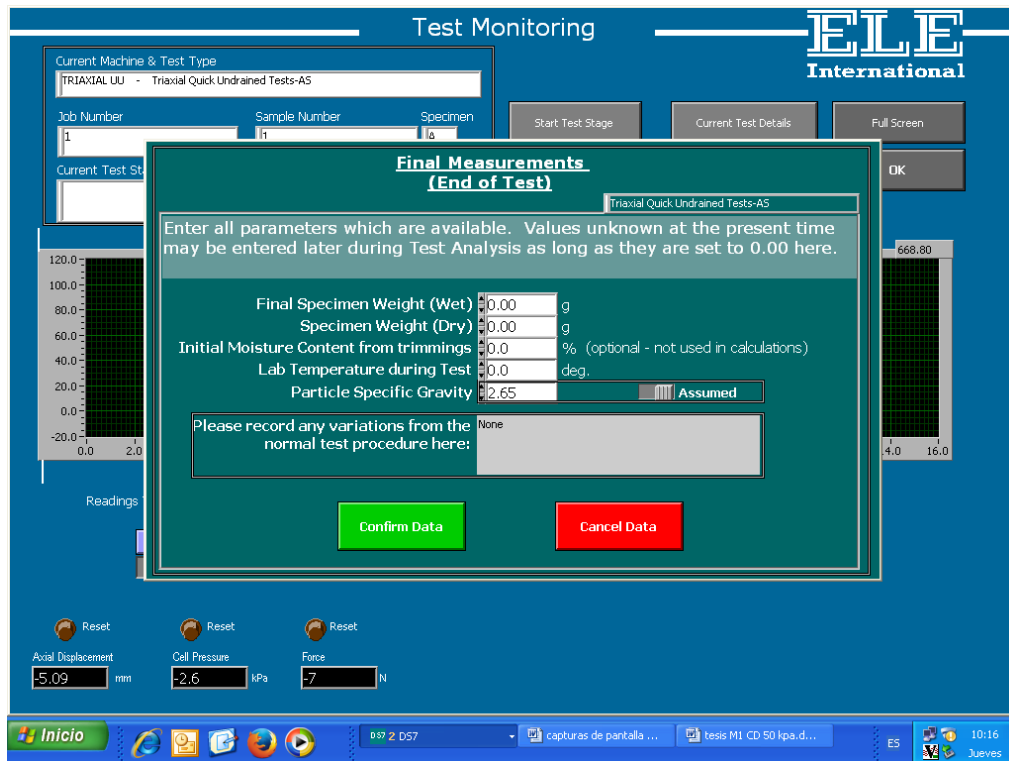 Test Monitoring
ELE
International
Current Machine & Test Type
TRIAXIAL UU - Triaxial Quick Undrained Tests-AS
Job Number
Sample Number
Specimen
1
1
A
Start Test Stage
Current Test Details
Full Screen
OK
Current Test St
Final Measurements
(End of Test)
Triaxial Quick Undrained Tests-AS
Enter all parameters which are available. Values unknown at the present time
may be entered later during Test Analysis as long as they are set to 0.00 here.
Final Specimen Weight (Wet) 0.00 g
Specimen Weight (Dry) 0.00 g
Initial Moisture Content from trimmings 0.0 % (optional - not used in calculations)
Lab Temperature during Test 0.0 deg.
Particle Specific Gravity 2.65 Assumed
Please record any variations from the
normal test procedure here:
None
Confirm Data
Cancel Data
668.80
120.0
100.0
80.0
60.0
40.0
20.0
0.0
-20.0
0.0 2.0 4.0 16.0
Readings
Reset
Reset
Reset
Axial Displacement
Cell Pressure
Force
-5.09 mm
-2.6 kPa
-7 N
Inicio
DS7 2 DS7
capturas de pantalla ...
tesis M1 CD 50 kpa.d...
ES
10:16
Jueves